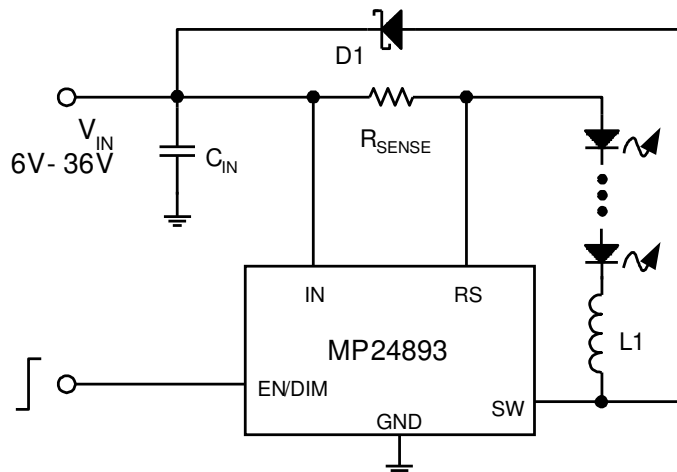 D1
V_IN
6V - 36V
C_IN
R_SENSE
IN
RS
MP24893
L1
EN/DIM
SW
GND